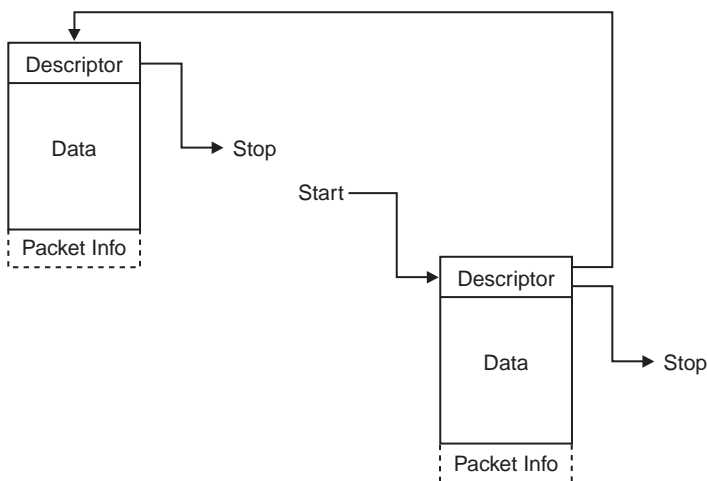 Descriptor
Data
Stop
Start
Packet Info
Descriptor
Data
Stop
Packet Info